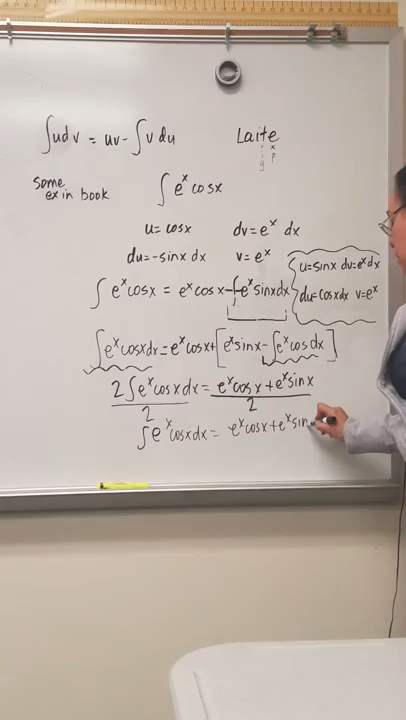 ∫udv = uv - ∫v du
Laite
r x
i p
g
some
ex in book
∫e^x cosx
u = cosx dv = e^x dx
du = -sinx dx v = e^x
u = sinx dv = e^x dx
du = cosx dx v = e^x
∫e^x cosx = e^x cosx - ∫-e^x sinx dx
∫e^x cosx dx = e^x cosx + [e^x sinx - ∫e^x cos dx]
2∫e^x cosx dx = e^x cosx + e^x sinx
2 2
∫e^x cosx dx = e^x cosx + e^x sin